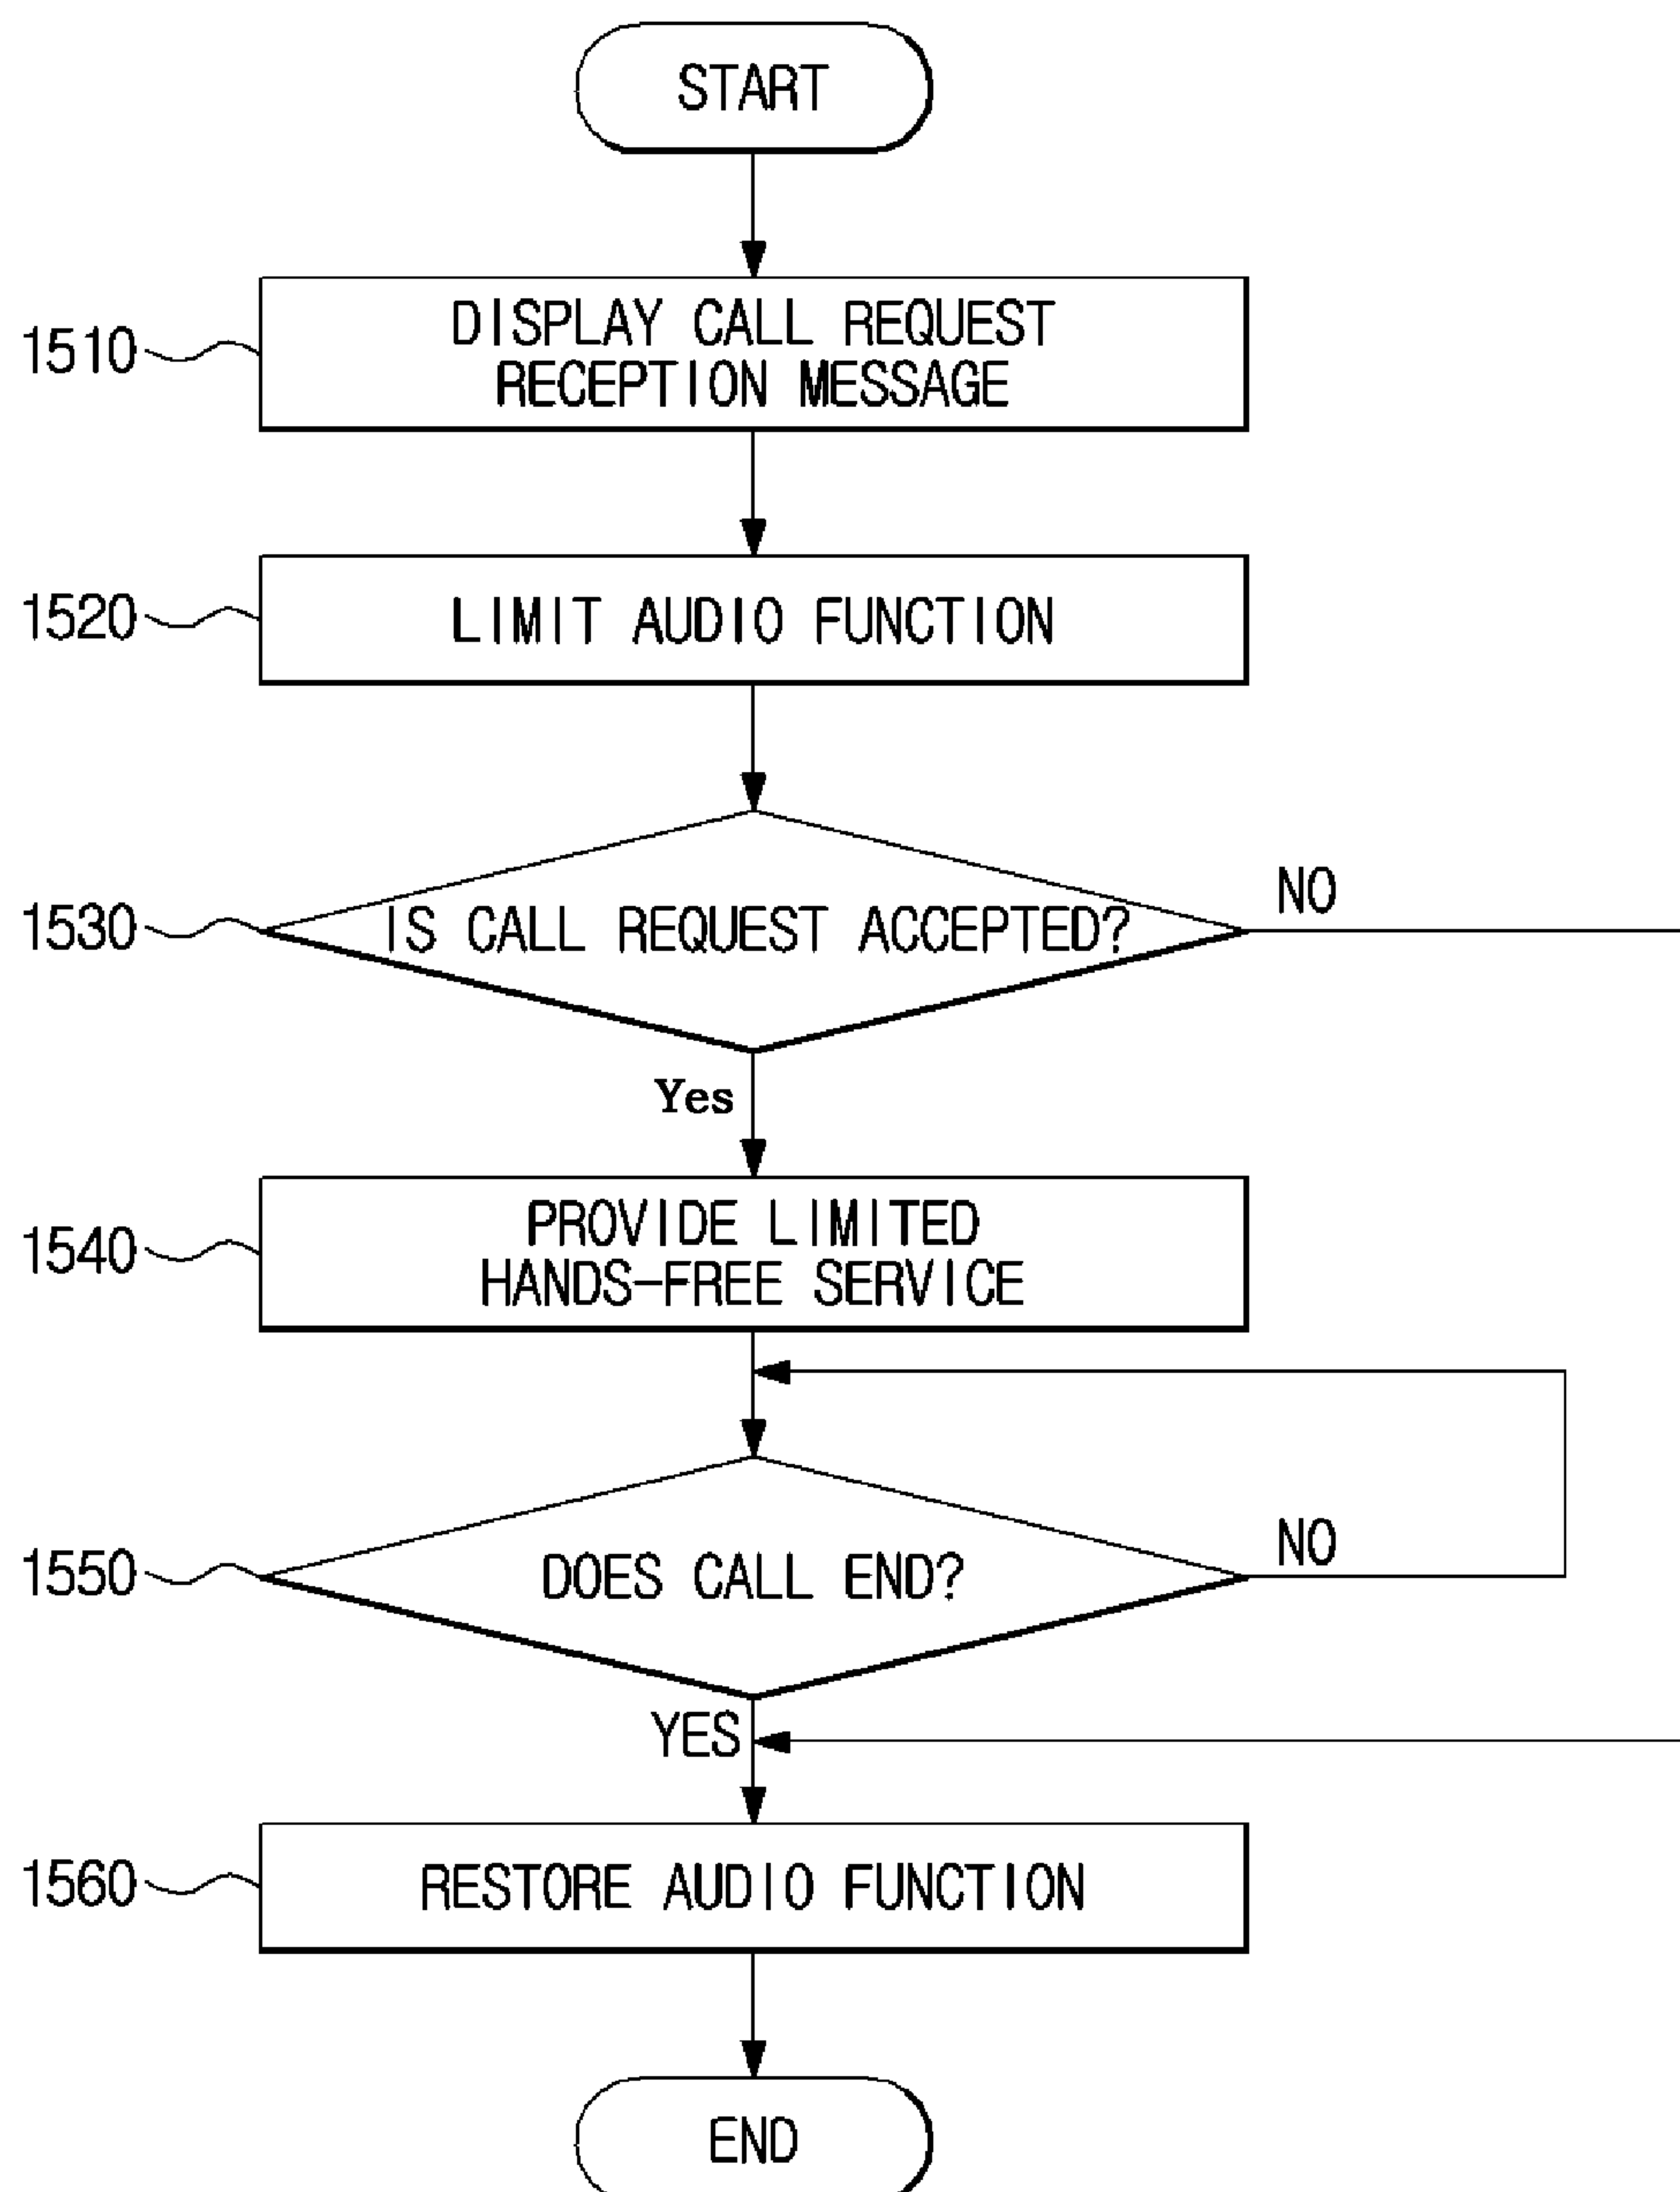 START
1510
DISPLAY CALL REQUEST
RECEPTION MESSAGE
1520
LIMIT AUDIO FUNCTION
1530
IS CALL REQUEST ACCEPTED?
NO
Yes
1540
PROVIDE LIMITED
HANDS-FREE SERVICE
1550
DOES CALL END?
NO
YES
1560
RESTORE AUDIO FUNCTION
END